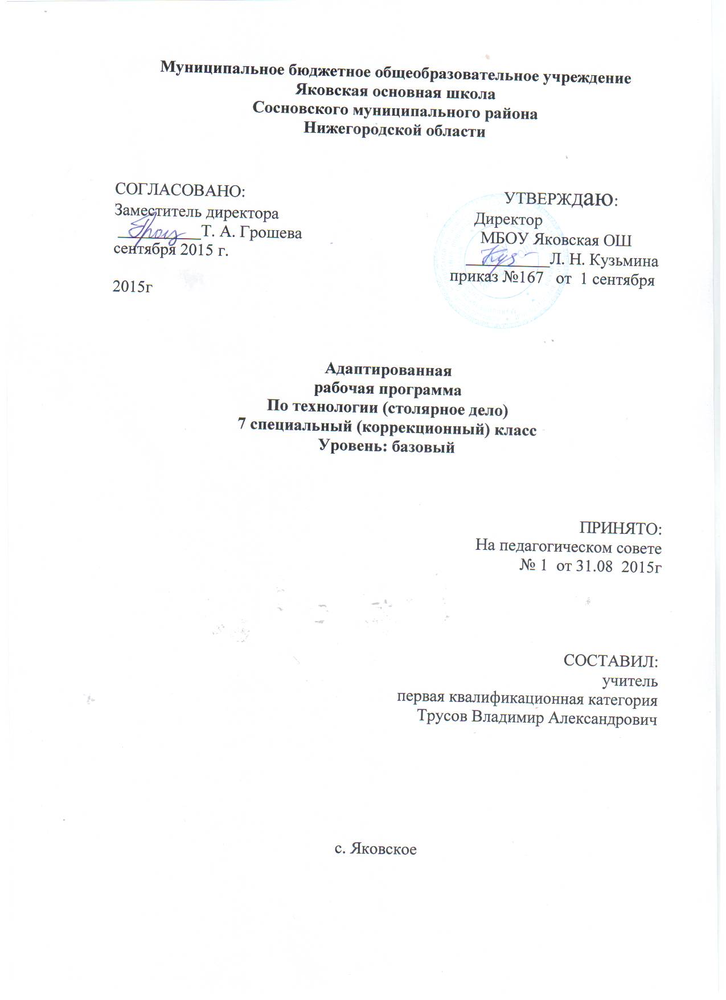 Муниципальное бюджетное общеобразовательное учреждение
Яковская основная школа
Сосновского муниципального района
Нижегородской области
СОГЛАСОВАНО:
Заместитель директора
__________Т. А. Грошева
сентября 2015 г.
УТВЕРЖДаю:
Директор
МБОУ Яковская ОШ
__________Л. Н. Кузьмина
приказ №167 от 1 сентября
2015г
Адаптированная
рабочая программа
По технологии (столярное дело)
7 специальный (коррекционный) класс
Уровень: базовый
ПРИНЯТО:
На педагогическом совете
№ 1 от 31.08 2015г
СОСТАВИЛ:
учитель
первая квалификационная категория
Трусов Владимир Александрович
с. Яковское